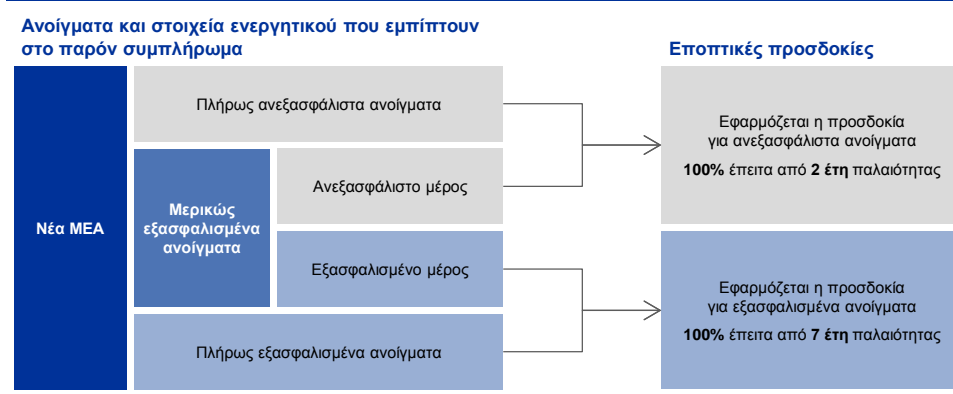 Ανοίγματα και στοιχεία ενεργητικού που εμπίπτουν
στο παρόν συμπλήρωμα
Εποπτικές προσδοκίες
Νέα ΜΕΑ
Πλήρως ανεξασφάλιστα ανοίγματα
Μερικώς
εξασφαλισμένα
ανοίγματα
Ανεξασφάλιστο μέρος
Εξασφαλισμένο μέρος
Πλήρως εξασφαλισμένα ανοίγματα
Εφαρμόζεται η προσδοκία
για ανεξασφάλιστα ανοίγματα
100% έπειτα από 2 έτη παλαιότητας
Εφαρμόζεται η προσδοκία
για εξασφαλισμένα ανοίγματα
100% έπειτα από 7 έτη παλαιότητας